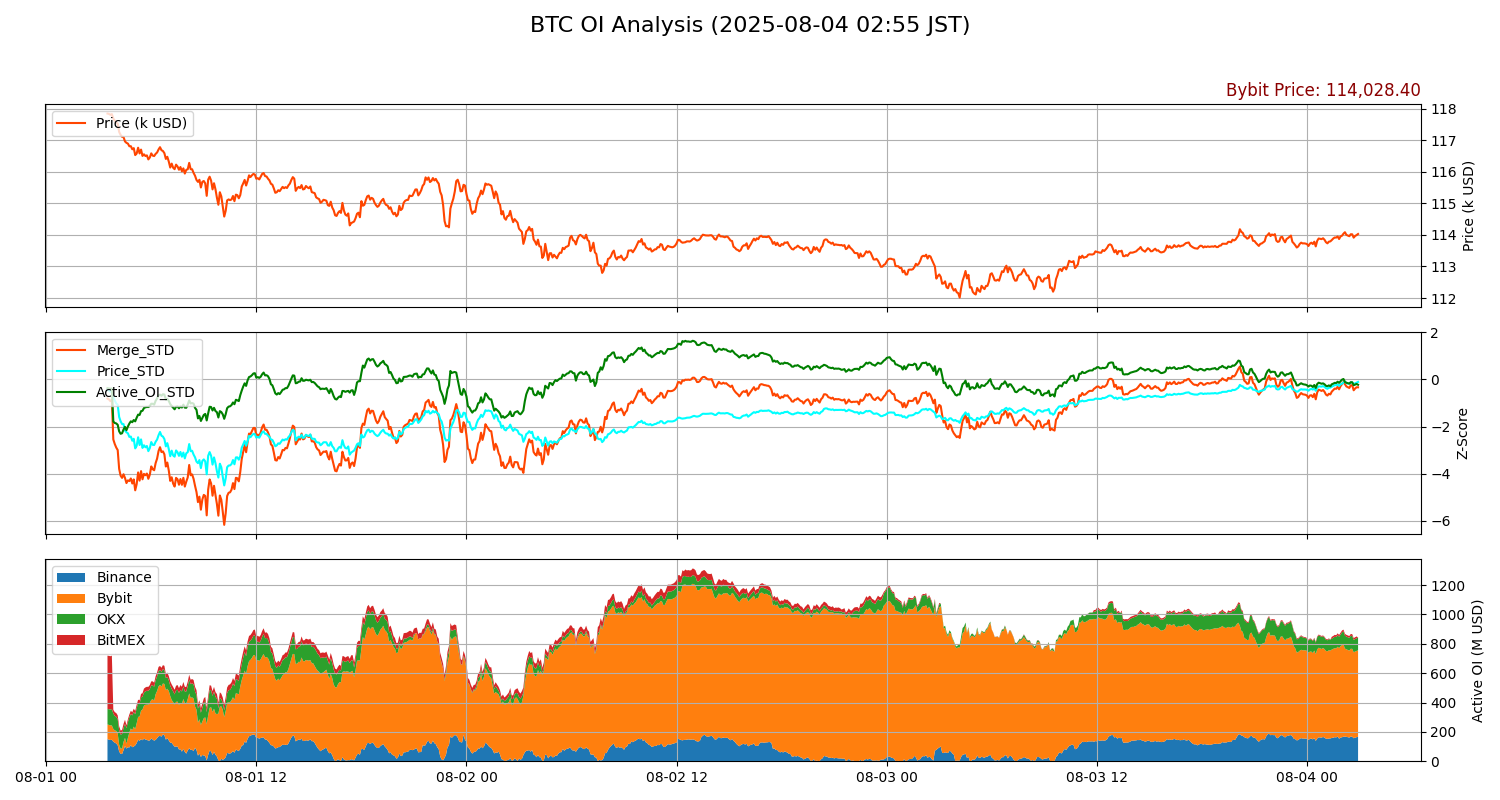 BTC OI Analysis (2025-08-04 02:55 JST)
Bybit Price: 114,028.40
Price (k USD)
118
117
116
115
114
113
112
Price (k USD)
Merge_STD
Price_STD
Active_OI_STD
2
0
−2
−4
−6
Z-Score
Binance
Bybit
OKX
BitMEX
1200
1000
800
600
400
200
0
Active OI (M USD)
08-01 00
08-01 12
08-02 00
08-02 12
08-03 00
08-03 12
08-04 00